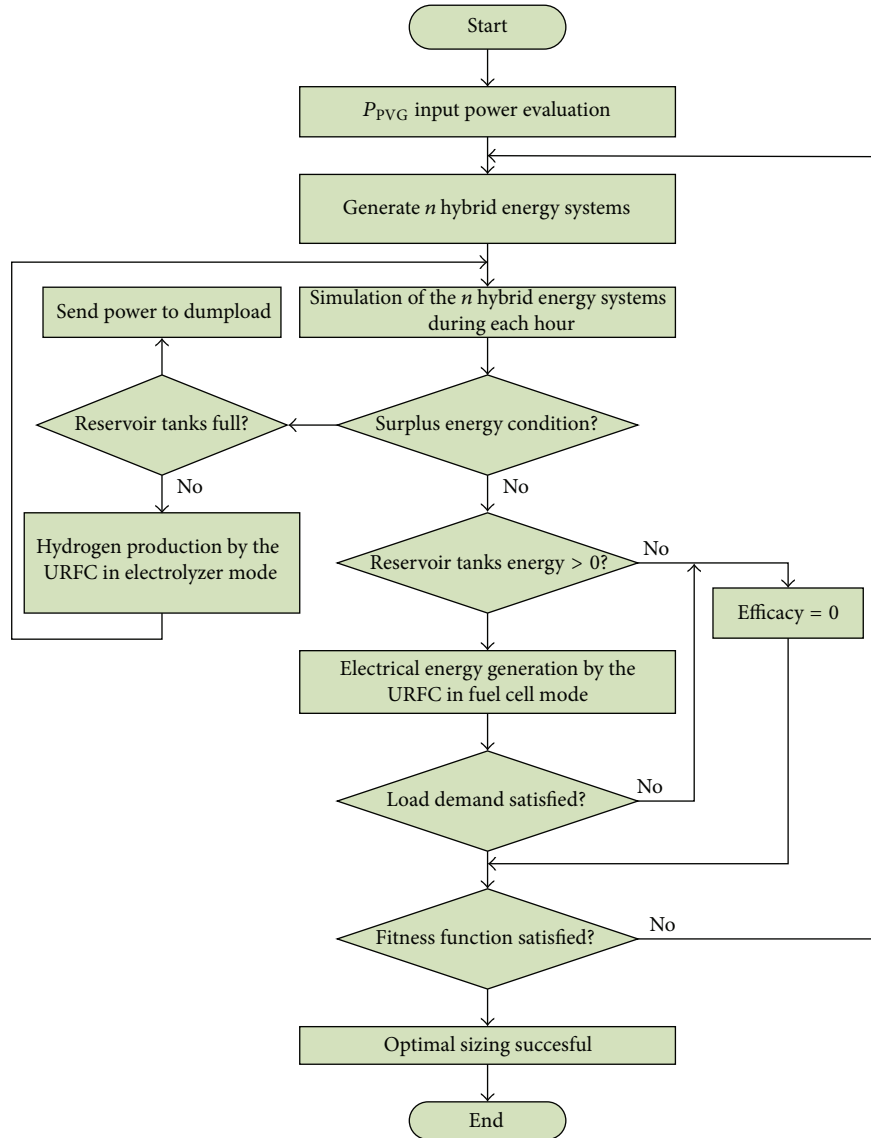 Start
P_PVG input power evaluation
Generate n hybrid energy systems
Simulation of the n hybrid energy systems
during each hour
Send power to dumpload
Reservoir tanks full?
Surplus energy condition?
No
No
Hydrogen production by the
URFC in electrolyzer mode
Reservoir tanks energy > 0?
No
Efficacy = 0
Electrical energy generation by the
URFC in fuel cell mode
Load demand satisfied?
No
Fitness function satisfied?
No
Optimal sizing succesful
End